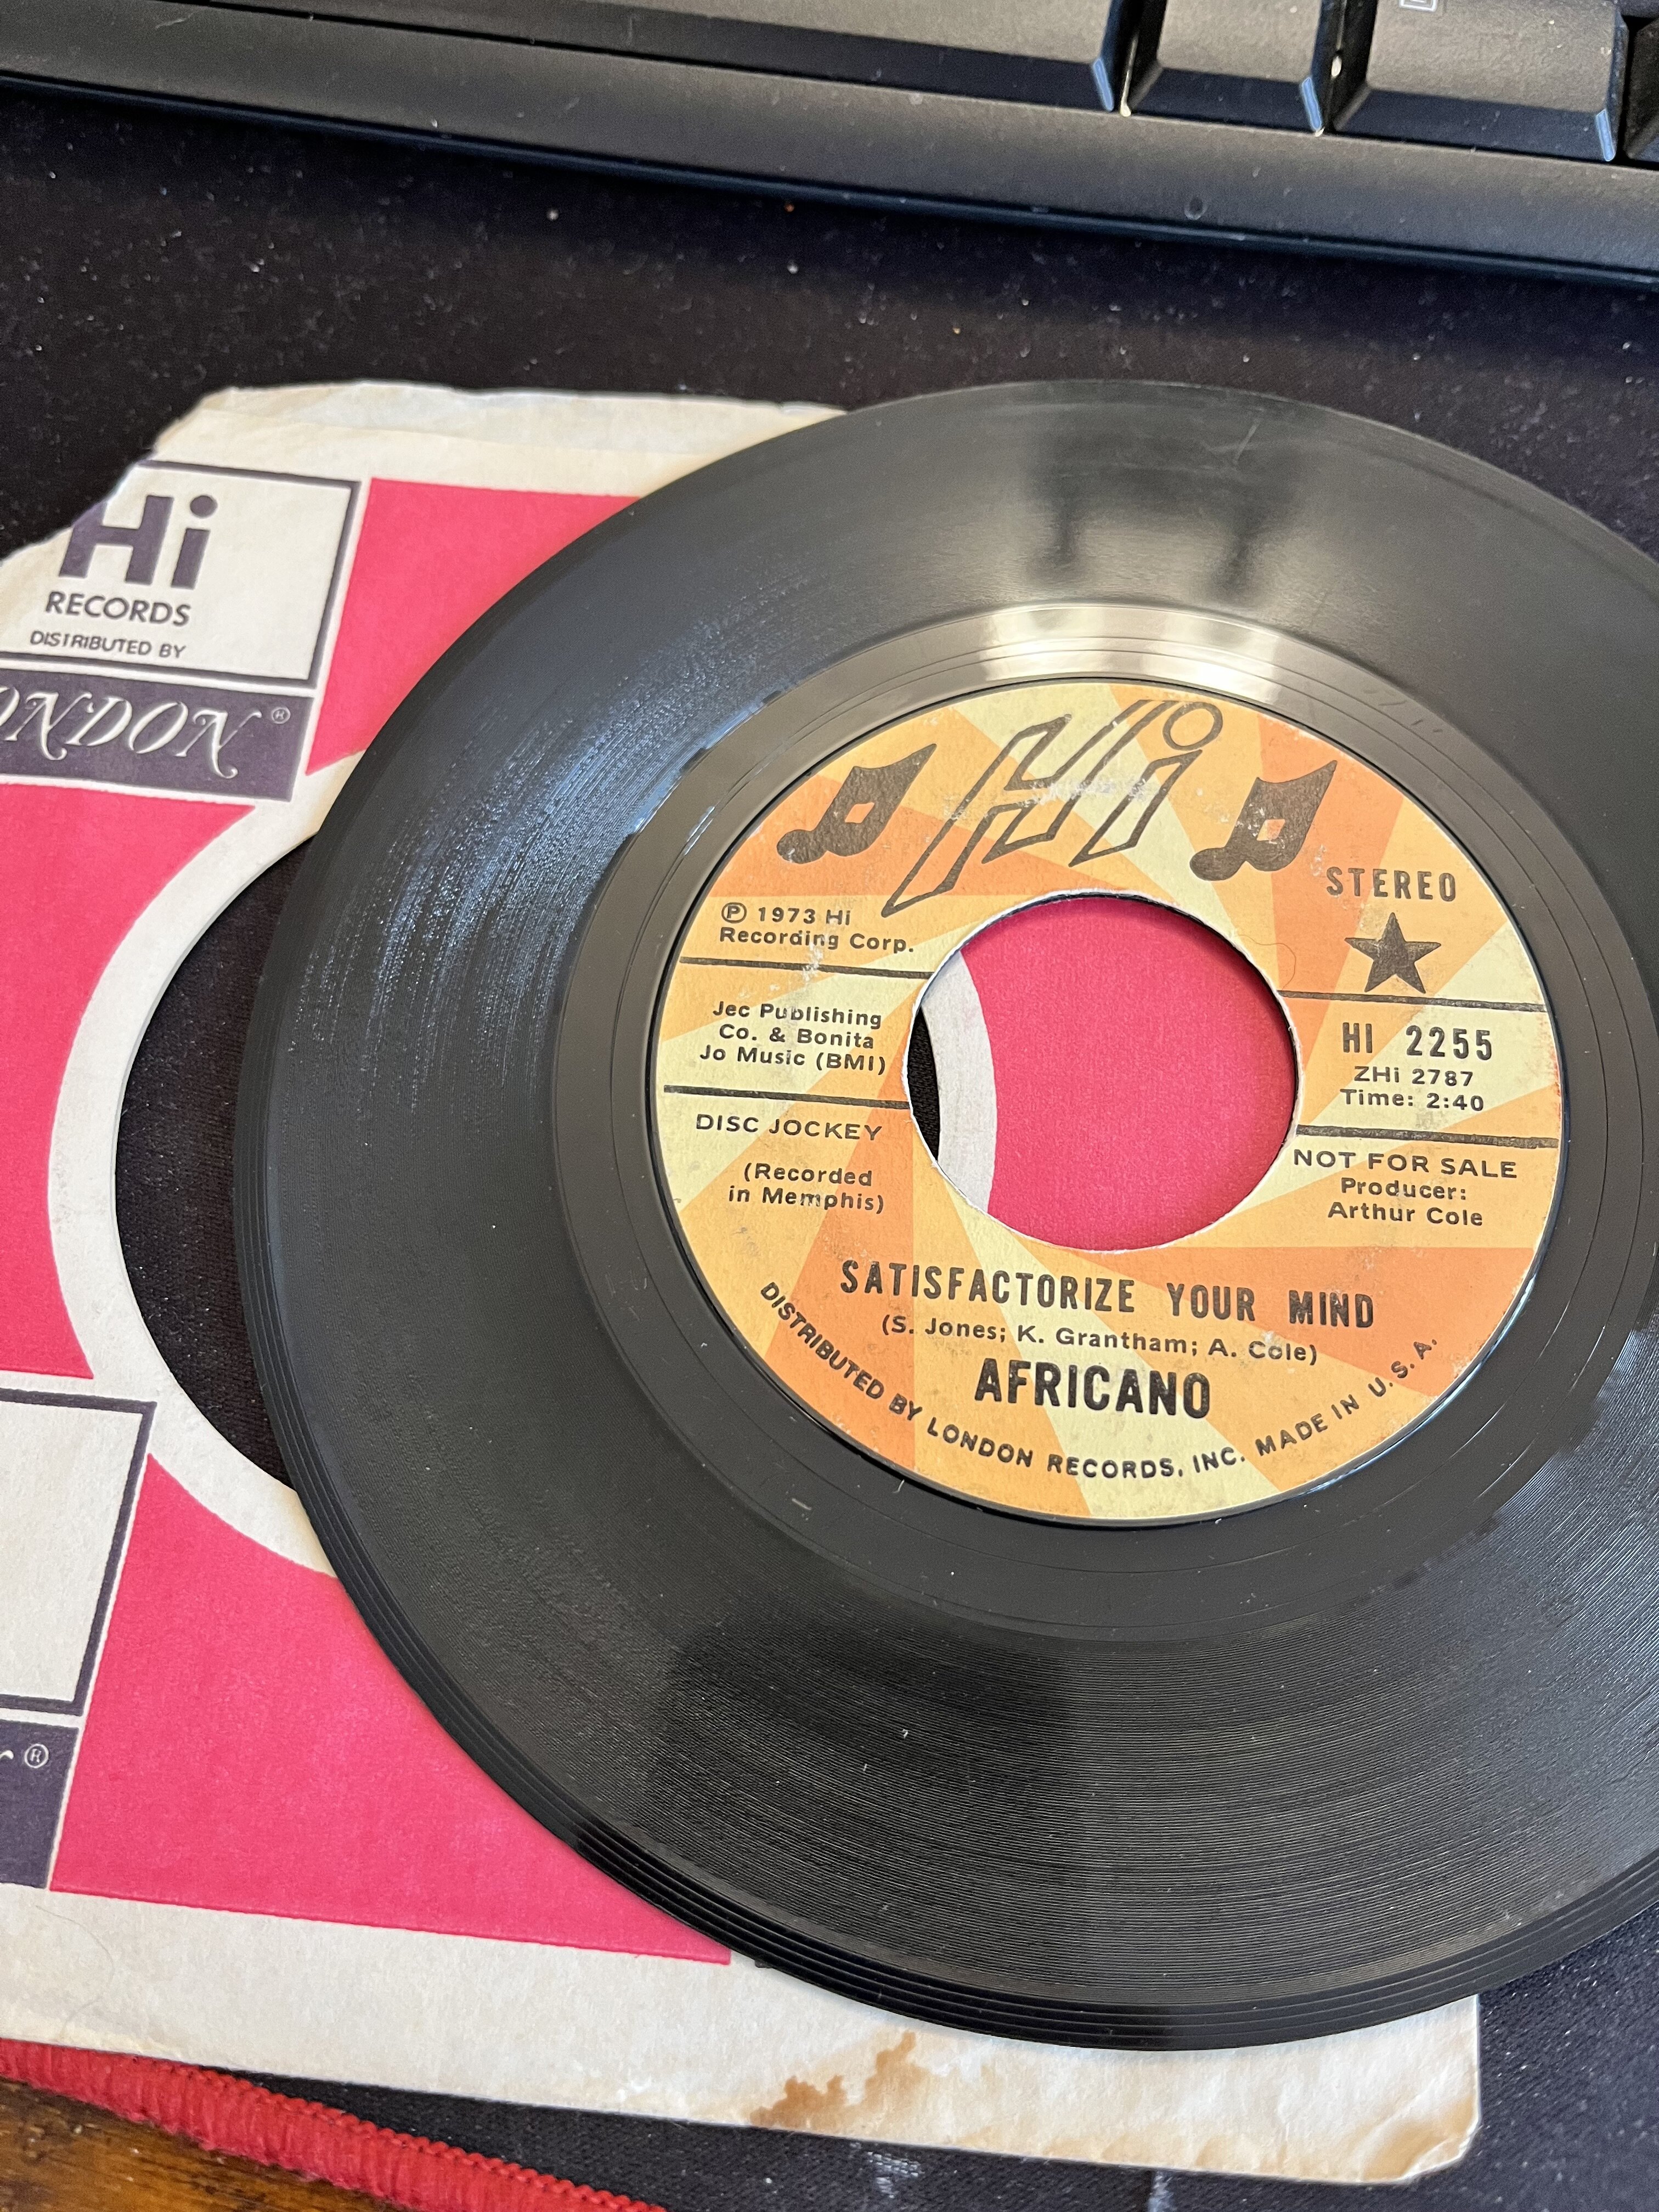 Hi
RECORDS
DISTRIBUTED BY
®
Hi
STEREO
℗ 1973 Hi
Recording Corp.
Jec Publishing
Co. & Bonita
Jo Music (BMI)
DISC JOCKEY
(Recorded
in Memphis)
HI 2255
ZHi 2787
Time: 2:40
NOT FOR SALE
Producer:
Arthur Cole
SATISFACTORIZE YOUR MIND
(S. Jones; K. Grantham; A. Cole)
AFRICANO
DISTRIBUTED BY LONDON RECORDS, INC. MADE IN U.S.A.
®